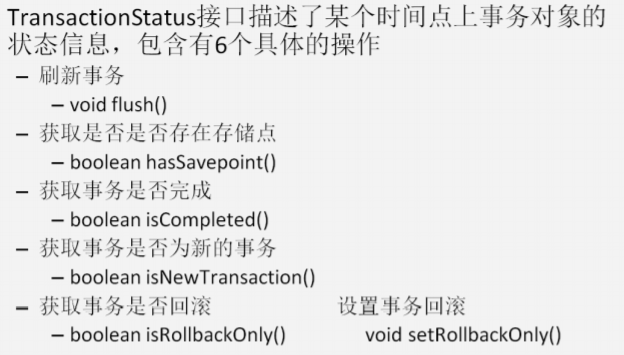 TransactionStatus接口描述了某个时间点上事务对象的
状态信息，包含有6个具体的操作
– 刷新事务
– void flush()
– 获取是否是否存在存储点
– boolean hasSavepoint()
– 获取事务是否完成
– boolean isCompleted()
– 获取事务是否为新的事务
– boolean isNewTransaction()
– 获取事务是否回滚 设置事务回滚
– boolean isRollbackOnly() void setRollbackOnly()